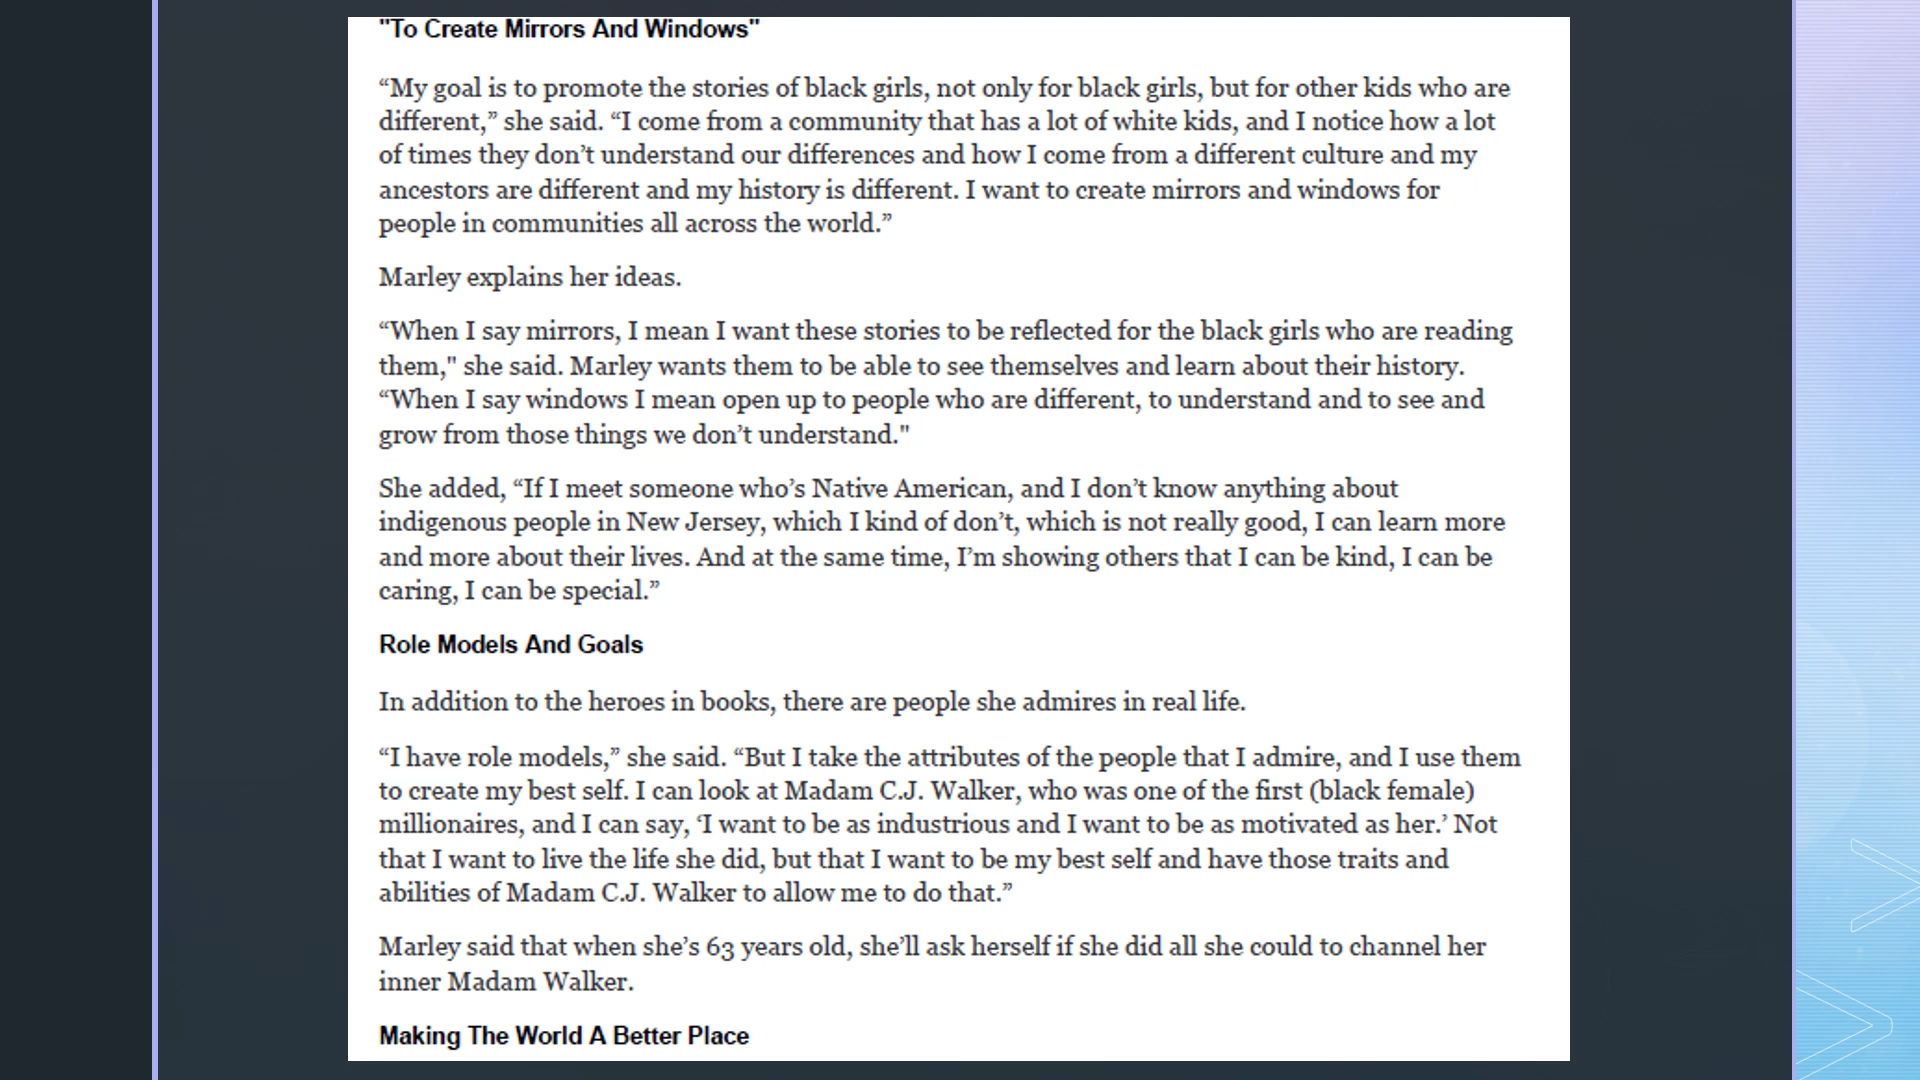 "To Create Mirrors And Windows"
“My goal is to promote the stories of black girls, not only for black girls, but for other kids who are
different,” she said. “I come from a community that has a lot of white kids, and I notice how a lot
of times they don’t understand our differences and how I come from a different culture and my
ancestors are different and my history is different. I want to create mirrors and windows for
people in communities all across the world.”
Marley explains her ideas.
“When I say mirrors, I mean I want these stories to be reflected for the black girls who are reading
them," she said. Marley wants them to be able to see themselves and learn about their history.
“When I say windows I mean open up to people who are different, to understand and to see and
grow from those things we don’t understand."
She added, “If I meet someone who’s Native American, and I don’t know anything about
indigenous people in New Jersey, which I kind of don’t, which is not really good, I can learn more
and more about their lives. And at the same time, I’m showing others that I can be kind, I can be
caring, I can be special.”
Role Models And Goals
In addition to the heroes in books, there are people she admires in real life.
“I have role models,” she said. “But I take the attributes of the people that I admire, and I use them
to create my best self. I can look at Madam C.J. Walker, who was one of the first (black female)
millionaires, and I can say, ‘I want to be as industrious and I want to be as motivated as her.’ Not
that I want to live the life she did, but that I want to be my best self and have those traits and
abilities of Madam C.J. Walker to allow me to do that.”
Marley said that when she’s 63 years old, she’ll ask herself if she did all she could to channel her
inner Madam Walker.
Making The World A Better Place